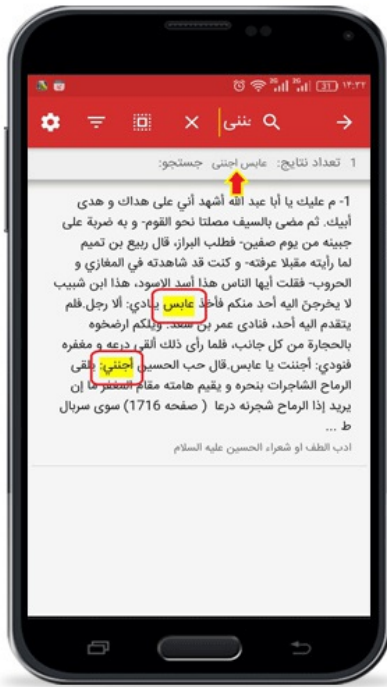 ۱۴:۳۲
عننی
1 تعداد نتایج: عابس اجننی جستجو:
1- م عليك يا أبا عبد الله أشهد أني على هداك و هدى
أبيك. ثم مضى بالسيف مصلتا نحو القوم- و به ضربة على
جبينه من يوم صفين- فطلب البراز، قال ربيع بن تميم
لما رأيته مقبلا عرفته- و كنت قد شاهدته في المغازي و
الحروب- فقلت أيها الناس هذا أسد الاسود، هذا ابن شبيب
لا يخرجنّ اليه أحد منكم فأخذ عابس ينادي: ألا رجل.فلم
يتقدم اليه أحد، فنادى عمر بن سعد: ويلكم ارضخوه
بالحجارة من كل جانب، فلما رأى ذلك ألقى درعه و مغفره
فنودي: أجننت يا عابس.قال حب الحسين أجنني: يلقى
الرماح الشاجرات بنحره و يقيم هامته مقام المغفر ما إن
يريد إذا الرماح شجرنه درعا ( صفحه 1716) سوى سربال
ط ...
ادب الطف او شعراء الحسين عليه السلام